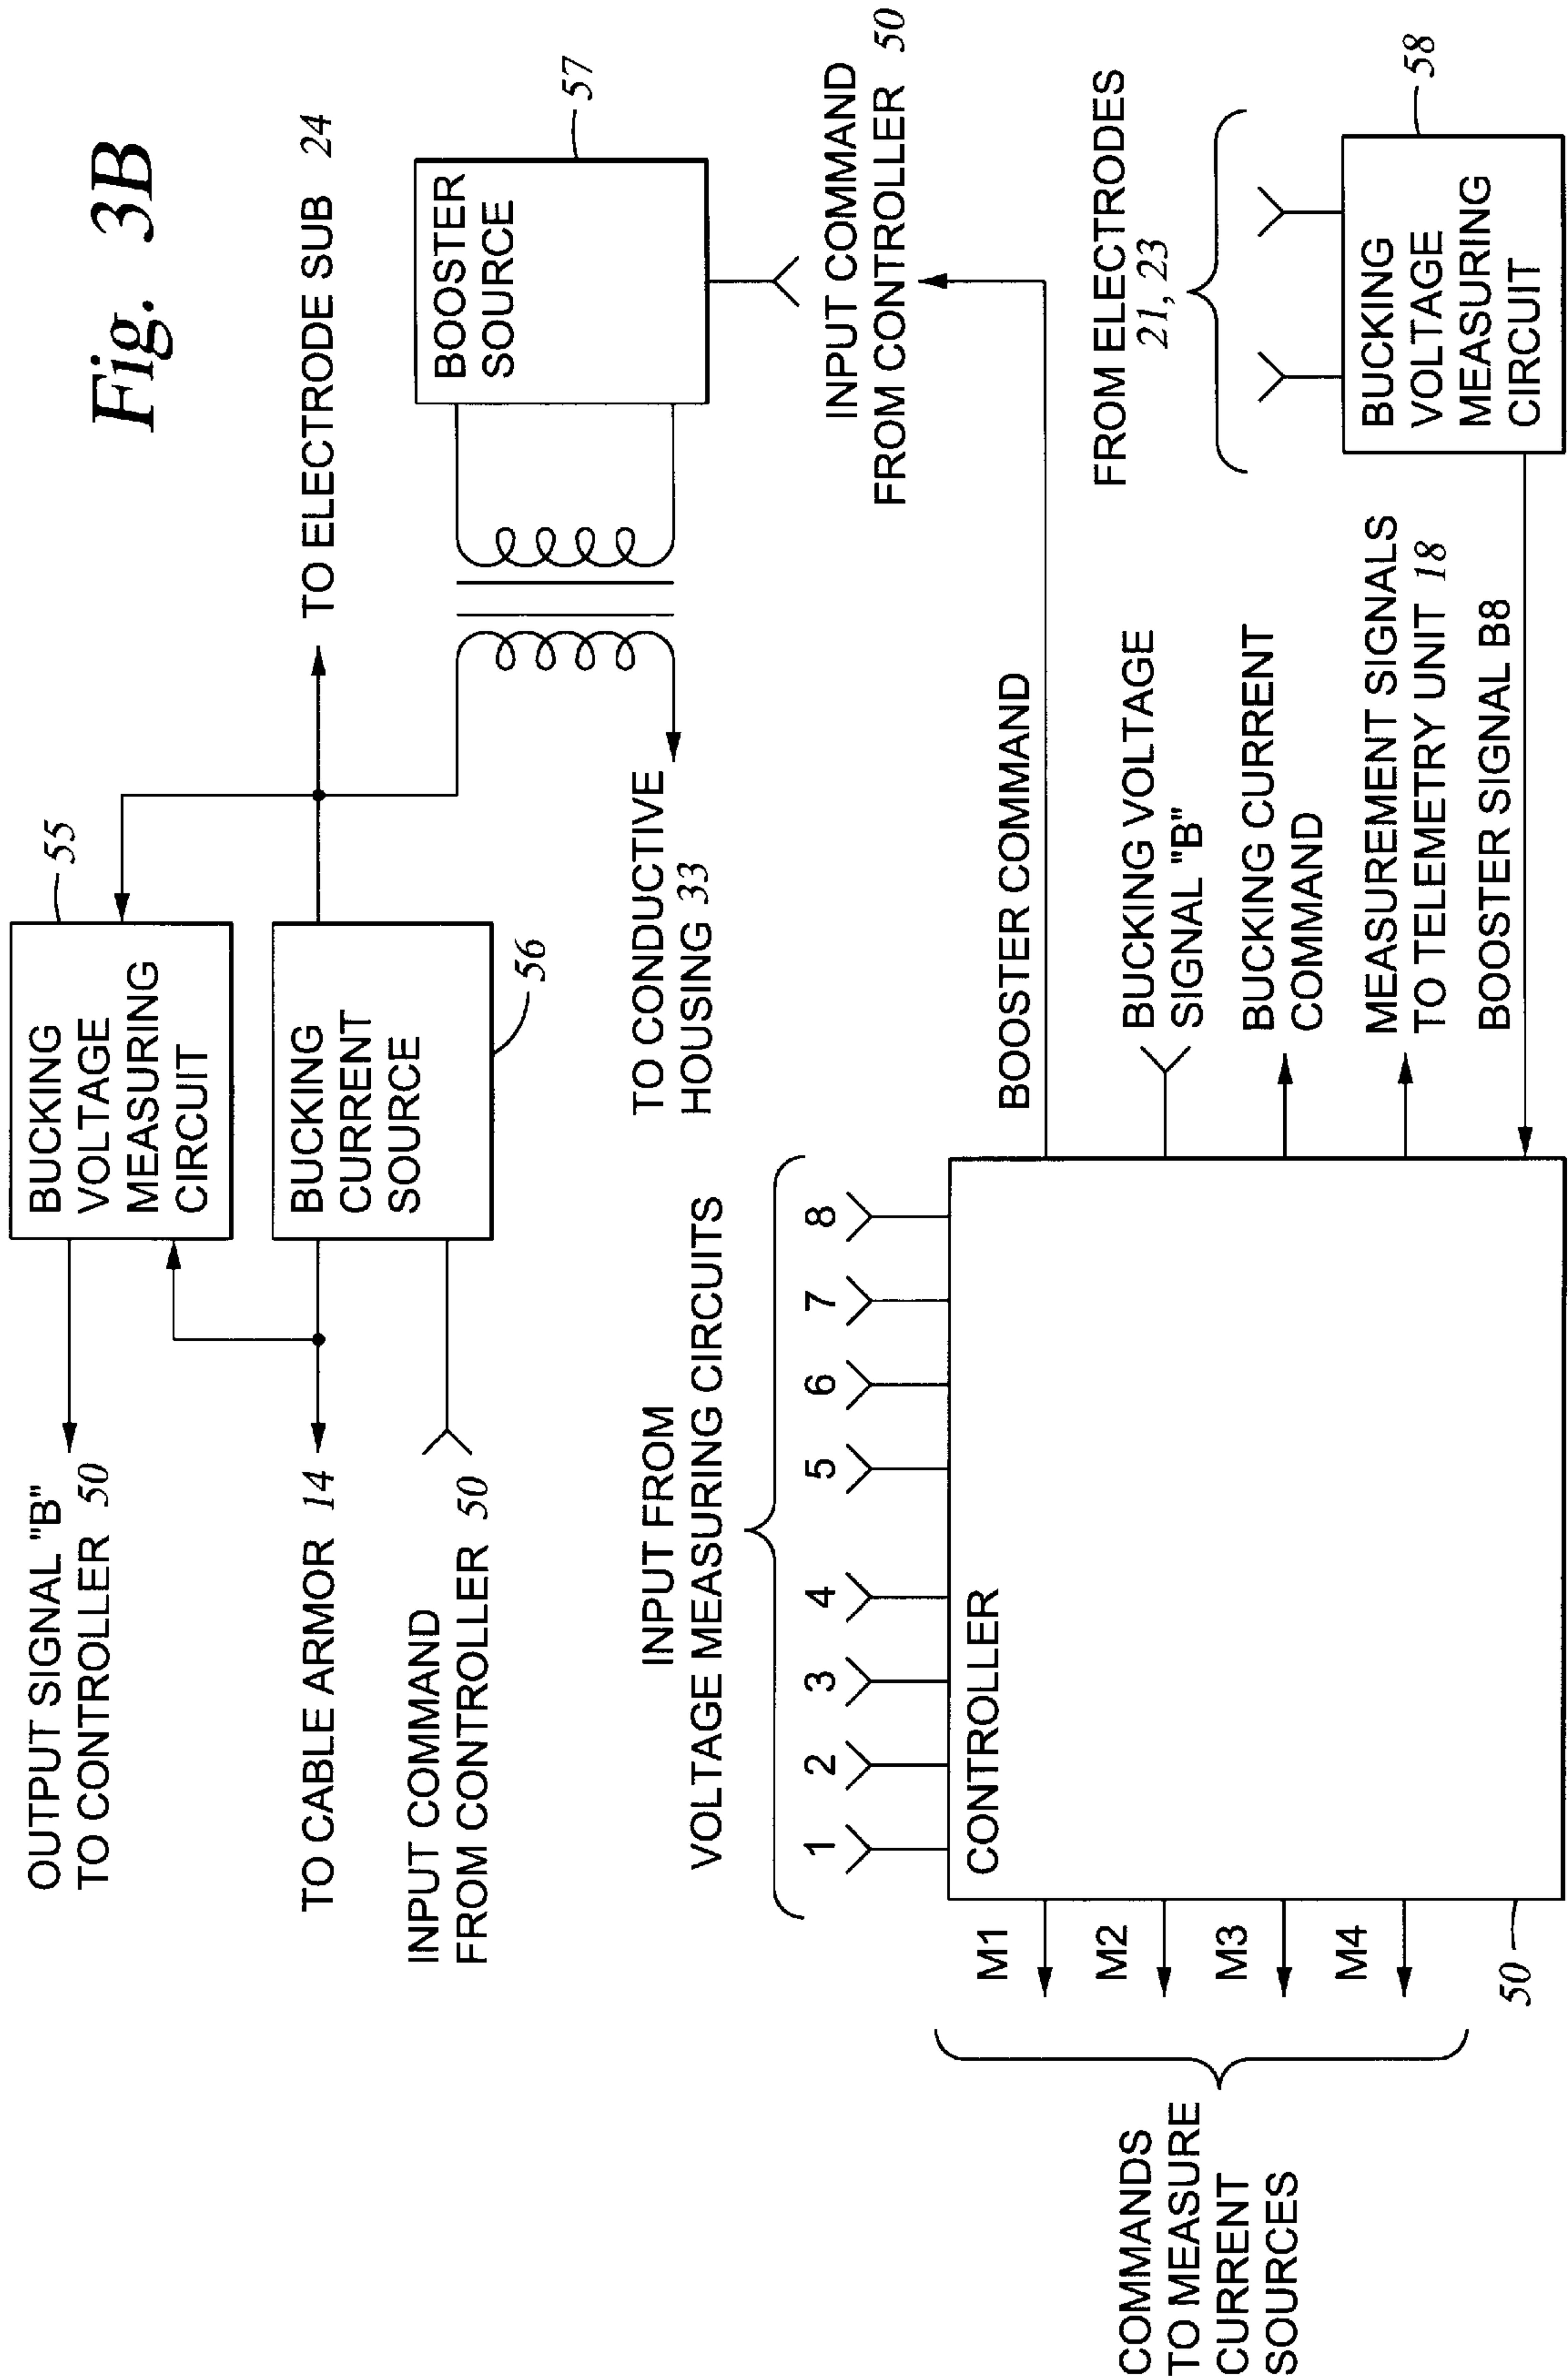 Fig. 3B
OUTPUT SIGNAL "B"
TO CONTROLLER 50
BUCKING
VOLTAGE
MEASURING
CIRCUIT
55
TO CABLE ARMOR 14
BUCKING
CURRENT
SOURCE
56
TO ELECTRODE SUB 24
INPUT COMMAND
FROM CONTROLLER 50
BOOSTER
SOURCE
57
TO CONDUCTIVE
HOUSING 33
INPUT COMMAND
FROM CONTROLLER 50
INPUT FROM
VOLTAGE MEASURING CIRCUITS
1 2 3 4 5 6 7 8
CONTROLLER
50
COMMANDS
TO MEASURE
CURRENT
SOURCES
M1
M2
M3
M4
BOOSTER COMMAND
BUCKING VOLTAGE
SIGNAL "B"
BUCKING CURRENT
COMMAND
MEASUREMENT SIGNALS
TO TELEMETRY UNIT 18
BOOSTER SIGNAL B8
FROM ELECTRODES
21, 23
BUCKING
VOLTAGE
MEASURING
CIRCUIT
58